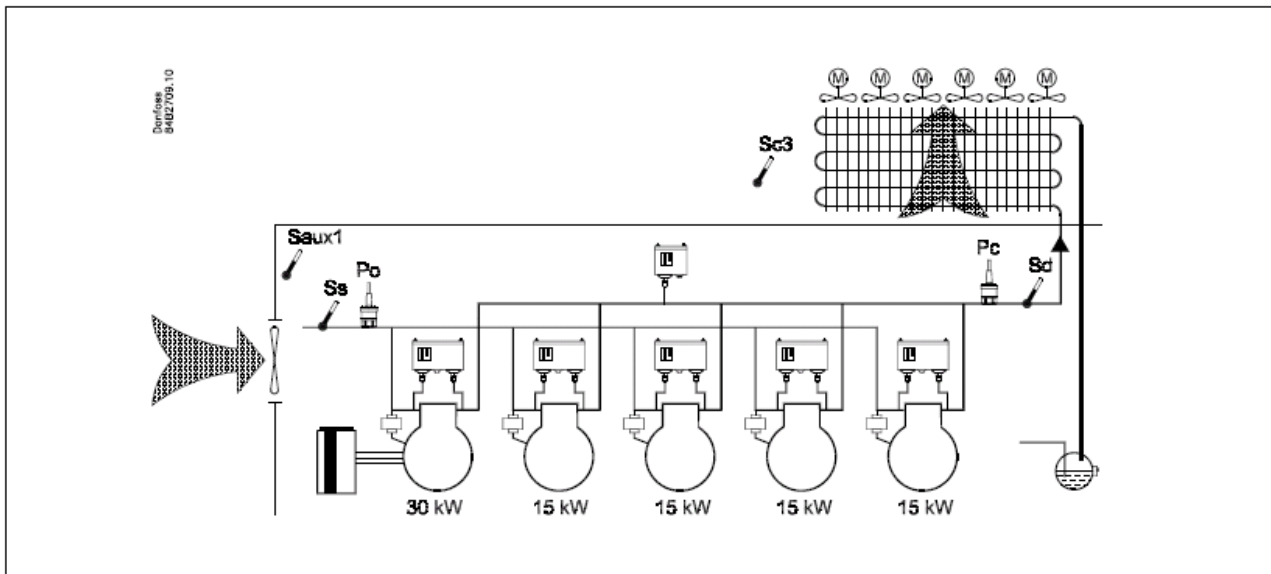 Danfoss
84B2709.10
M M M M M M
Sc3
Saux1
Po
Ss
Pc
Sd
30 kW 15 kW 15 kW 15 kW 15 kW